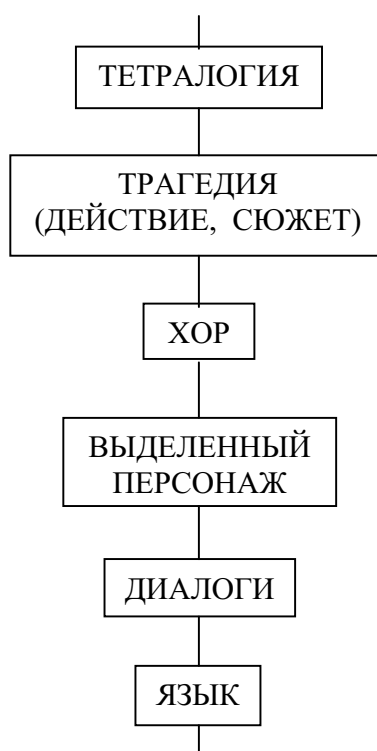 ТЕТРАЛОГИЯ
ТРАГЕДИЯ
(ДЕЙСТВИЕ, СЮЖЕТ)
ХОР
ВЫДЕЛЕННЫЙ
ПЕРСОНАЖ
ДИАЛОГИ
ЯЗЫК